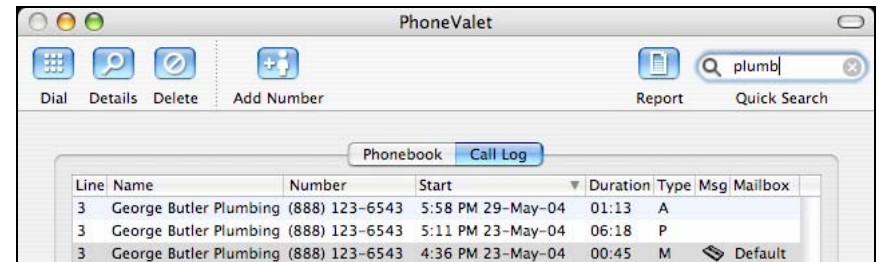 PhoneValet
plumb
Dial Details Delete Add Number Report Quick Search
Phonebook Call Log
Line Name Number Start Duration Type Msg Mailbox
3 George Butler Plumbing (888) 123-6543 5:58 PM 29-May-04 01:13 A
3 George Butler Plumbing (888) 123-6543 5:11 PM 23-May-04 06:18 P
3 George Butler Plumbing (888) 123-6543 4:36 PM 23-May-04 00:45 M Default